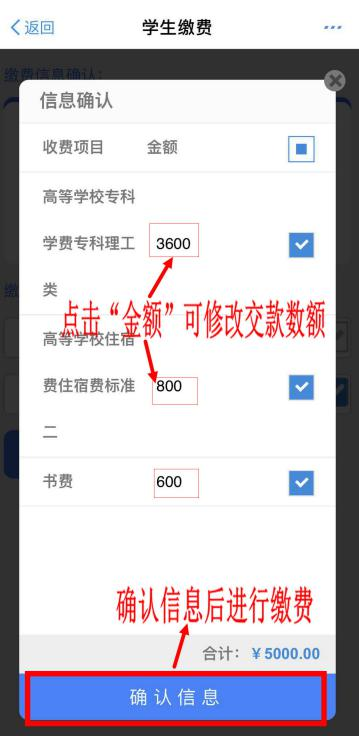 返回 学生缴费 ...
缴费信息确认:
信息确认
收费项目 金额
高等学校专科
学费专科理工 3600
类
点击“金额”可修改交款数额
高等学校住宿
费住宿费标准 800
二
书费 600
确认信息后进行缴费
合计: ¥5000.00
确认信息